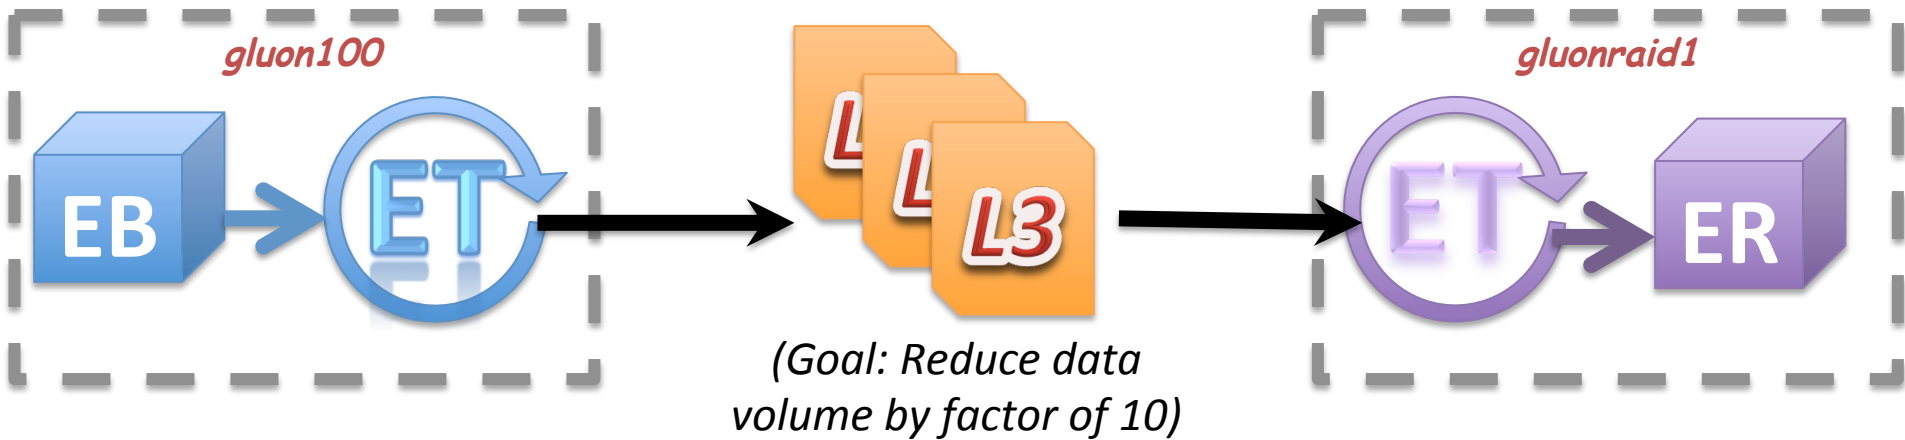 gluon100
EB
ET
L
L
L3
(Goal: Reduce data
volume by factor of 10)
gluonraid1
ET
ER